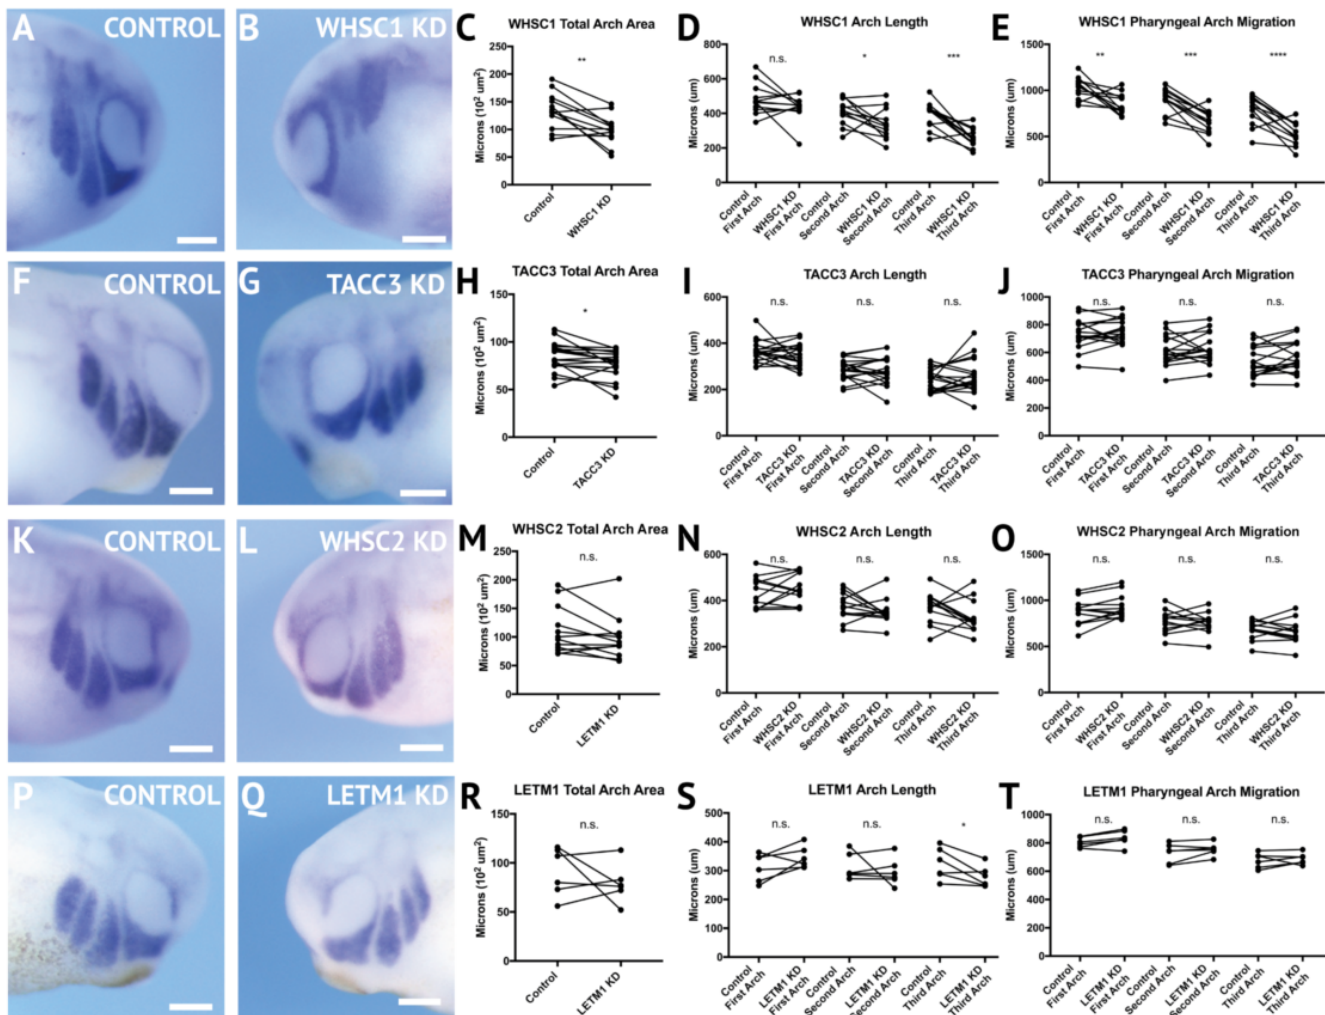 A CONTROL
B WHSC1 KD
C WHSC1 Total Arch Area
Microns (10² um²)
250
200
150
100
50
0
**
Control
WHSC1 KD
D WHSC1 Arch Length
Microns (um)
800
600
400
200
0
n.s.
*
***
Control First Arch
WHSC1 KD First Arch
Control Second Arch
WHSC1 KD Second Arch
Control Third Arch
WHSC1 KD Third Arch
E WHSC1 Pharyngeal Arch Migration
Microns (um)
1500
1000
500
0
**
***
****
Control First Arch
WHSC1 KD First Arch
Control Second Arch
WHSC1 KD Second Arch
Control Third Arch
WHSC1 KD Third Arch
F CONTROL
G TACC3 KD
H TACC3 Total Arch Area
Microns (10² um²)
150
100
50
0
*
Control
TACC3 KD
I TACC3 Arch Length
Microns (um)
600
400
200
0
n.s.
n.s.
n.s.
Control First Arch
TACC3 KD First Arch
Control Second Arch
TACC3 KD Second Arch
Control Third Arch
TACC3 KD Third Arch
J TACC3 Pharyngeal Arch Migration
Microns (um)
1000
800
600
400
200
0
n.s.
n.s.
n.s.
Control First Arch
TACC3 KD First Arch
Control Second Arch
TACC3 KD Second Arch
Control Third Arch
TACC3 KD Third Arch
K CONTROL
L WHSC2 KD
M WHSC2 Total Arch Area
Microns (10² um²)
250
200
150
100
50
0
n.s.
Control
LETM1 KD
N WHSC2 Arch Length
Microns (um)
600
400
200
0
n.s.
n.s.
n.s.
Control First Arch
WHSC2 KD First Arch
Control Second Arch
WHSC2 KD Second Arch
Control Third Arch
WHSC2 KD Third Arch
O WHSC2 Pharyngeal Arch Migration
Microns (um)
1500
1000
500
0
n.s.
n.s.
n.s.
Control First Arch
WHSC2 KD First Arch
Control Second Arch
WHSC2 KD Second Arch
Control Third Arch
WHSC2 KD Third Arch
P CONTROL
Q LETM1 KD
R LETM1 Total Arch Area
Microns (10² um²)
150
100
50
0
n.s.
Control
LETM1 KD
S LETM1 Arch Length
Microns (um)
500
400
300
200
100
0
n.s.
n.s.
*
Control First Arch
LETM1 KD First Arch
Control Second Arch
LETM1 KD Second Arch
Control Third Arch
LETM1 KD Third Arch
T LETM1 Pharyngeal Arch Migration
Microns (um)
1000
800
600
400
200
0
n.s.
n.s.
n.s.
Control First Arch
LETM1 KD First Arch
Control Second Arch
LETM1 KD Second Arch
Control Third Arch
LETM1 KD Third Arch